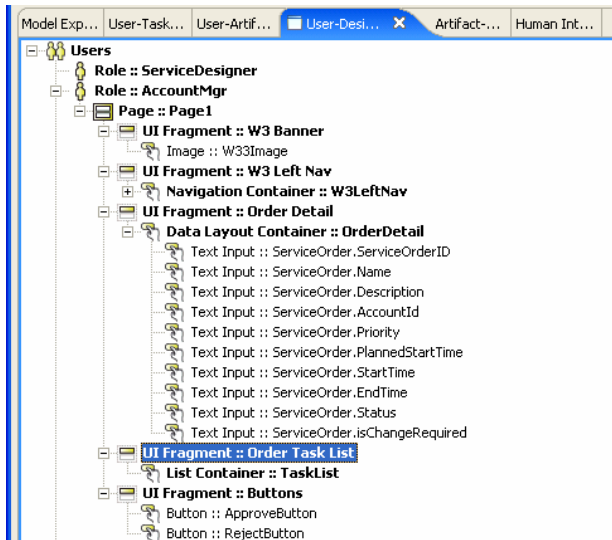 Model Exp... User-Task... User-Artif... User-Desi... Artifact-... Human Int...
Users
Role :: ServiceDesigner
Role :: AccountMgr
Page :: Page1
UI Fragment :: W3 Banner
Image :: W33Image
UI Fragment :: W3 Left Nav
Navigation Container :: W3LeftNav
UI Fragment :: Order Detail
Data Layout Container :: OrderDetail
Text Input :: ServiceOrder.ServiceOrderID
Text Input :: ServiceOrder.Name
Text Input :: ServiceOrder.Description
Text Input :: ServiceOrder.AccountId
Text Input :: ServiceOrder.Priority
Text Input :: ServiceOrder.PlannedStartTime
Text Input :: ServiceOrder.StartTime
Text Input :: ServiceOrder.EndTime
Text Input :: ServiceOrder.Status
Text Input :: ServiceOrder.isChangeRequired
UI Fragment :: Order Task List
List Container :: TaskList
UI Fragment :: Buttons
Button :: ApproveButton
Button :: RejectButton